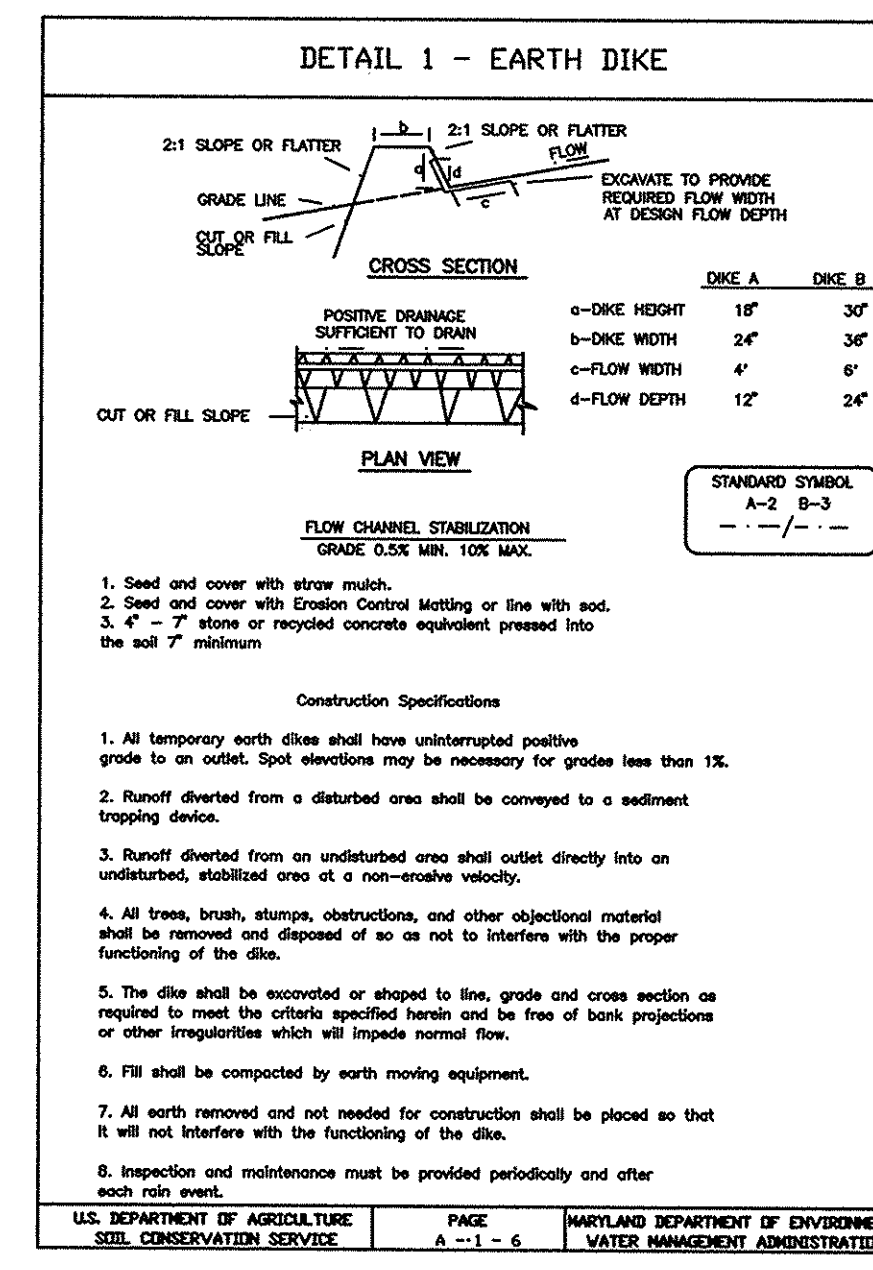 DETAIL 1 - EARTH DIKE
b
2:1 SLOPE OR FLATTER
2:1 SLOPE OR FLATTER
FLOW
a
d
GRADE LINE
c
EXCAVATE TO PROVIDE
REQUIRED FLOW WIDTH
AT DESIGN FLOW DEPTH
CUT OR FILL
SLOPE
CROSS SECTION
DIKE A DIKE B
a-DIKE HEIGHT 18" 30"
b-DIKE WIDTH 24" 36"
c-FLOW WIDTH 4' 6'
d-FLOW DEPTH 12" 24"
POSITIVE DRAINAGE
SUFFICIENT TO DRAIN
CUT OR FILL SLOPE
PLAN VIEW
STANDARD SYMBOL
A-2 B-3
FLOW CHANNEL STABILIZATION
GRADE 0.5% MIN. 10% MAX.
1. Seed and cover with straw mulch.
2. Seed and cover with Erosion Control Matting or line with sod.
3. 4" - 7" stone or recycled concrete equivalent pressed into
the soil 7" minimum
Construction Specifications
1. All temporary earth dikes shall have uninterrupted positive
grade to an outlet. Spot elevations may be necessary for grades less than 1%.
2. Runoff diverted from a disturbed area shall be conveyed to a sediment
trapping device.
3. Runoff diverted from an undisturbed area shall outlet directly into an
undisturbed, stabilized area at a non-erosive velocity.
4. All trees, brush, stumps, obstructions, and other objectional material
shall be removed and disposed of so as not to interfere with the proper
functioning of the dike.
5. The dike shall be excavated or shaped to line, grade and cross section as
required to meet the criteria specified herein and be free of bank projections
or other irregularities which will impede normal flow.
6. Fill shall be compacted by earth moving equipment.
7. All earth removed and not needed for construction shall be placed so that
it will not interfere with the functioning of the dike.
8. Inspection and maintenance must be provided periodically and after
each rain event.
U.S. DEPARTMENT OF AGRICULTURE
SOIL CONSERVATION SERVICE
PAGE
A - 1 - 6
MARYLAND DEPARTMENT OF ENVIRONME
WATER MANAGEMENT ADMINISTRATIO